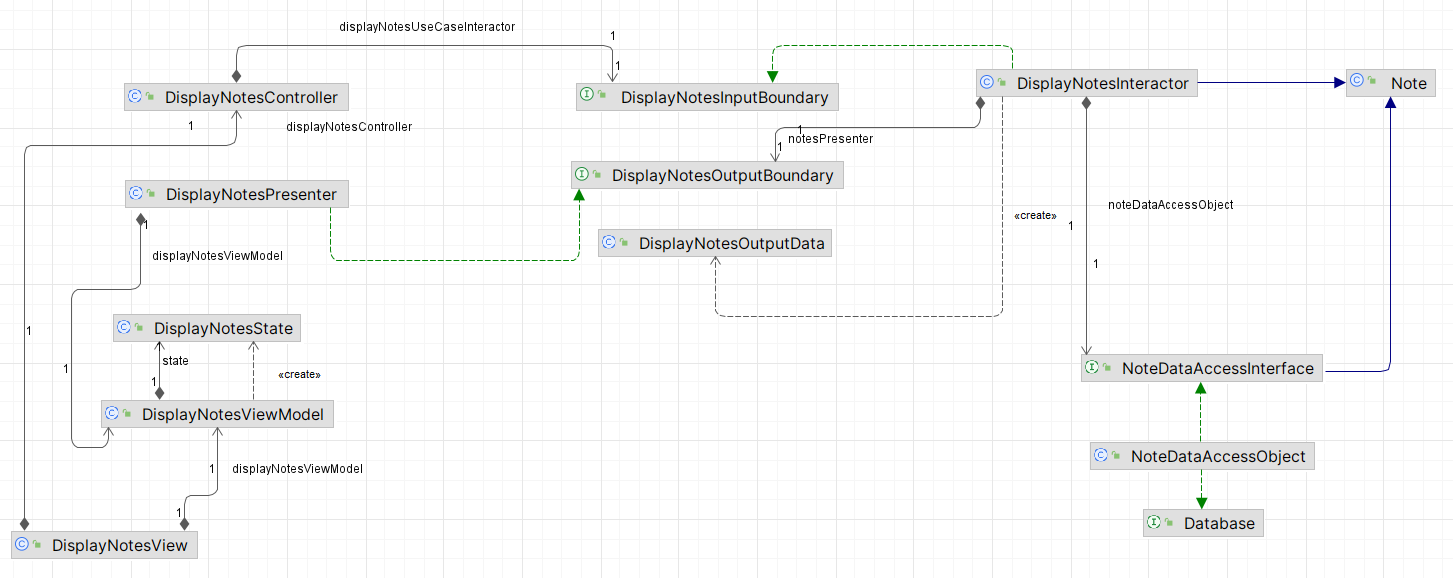 displayNotesUseCaseInteractor
1
1
DisplayNotesController
DisplayNotesInputBoundary
DisplayNotesInteractor
Note
1
displayNotesController
1
notesPresenter
1
DisplayNotesOutputBoundary
DisplayNotesPresenter
1
displayNotesViewModel
noteDataAccessObject
«create»
1
DisplayNotesOutputData
1
DisplayNotesState
1
state
1
1
«create»
NoteDataAccessInterface
DisplayNotesViewModel
1
displayNotesViewModel
NoteDataAccessObject
1
Database
DisplayNotesView